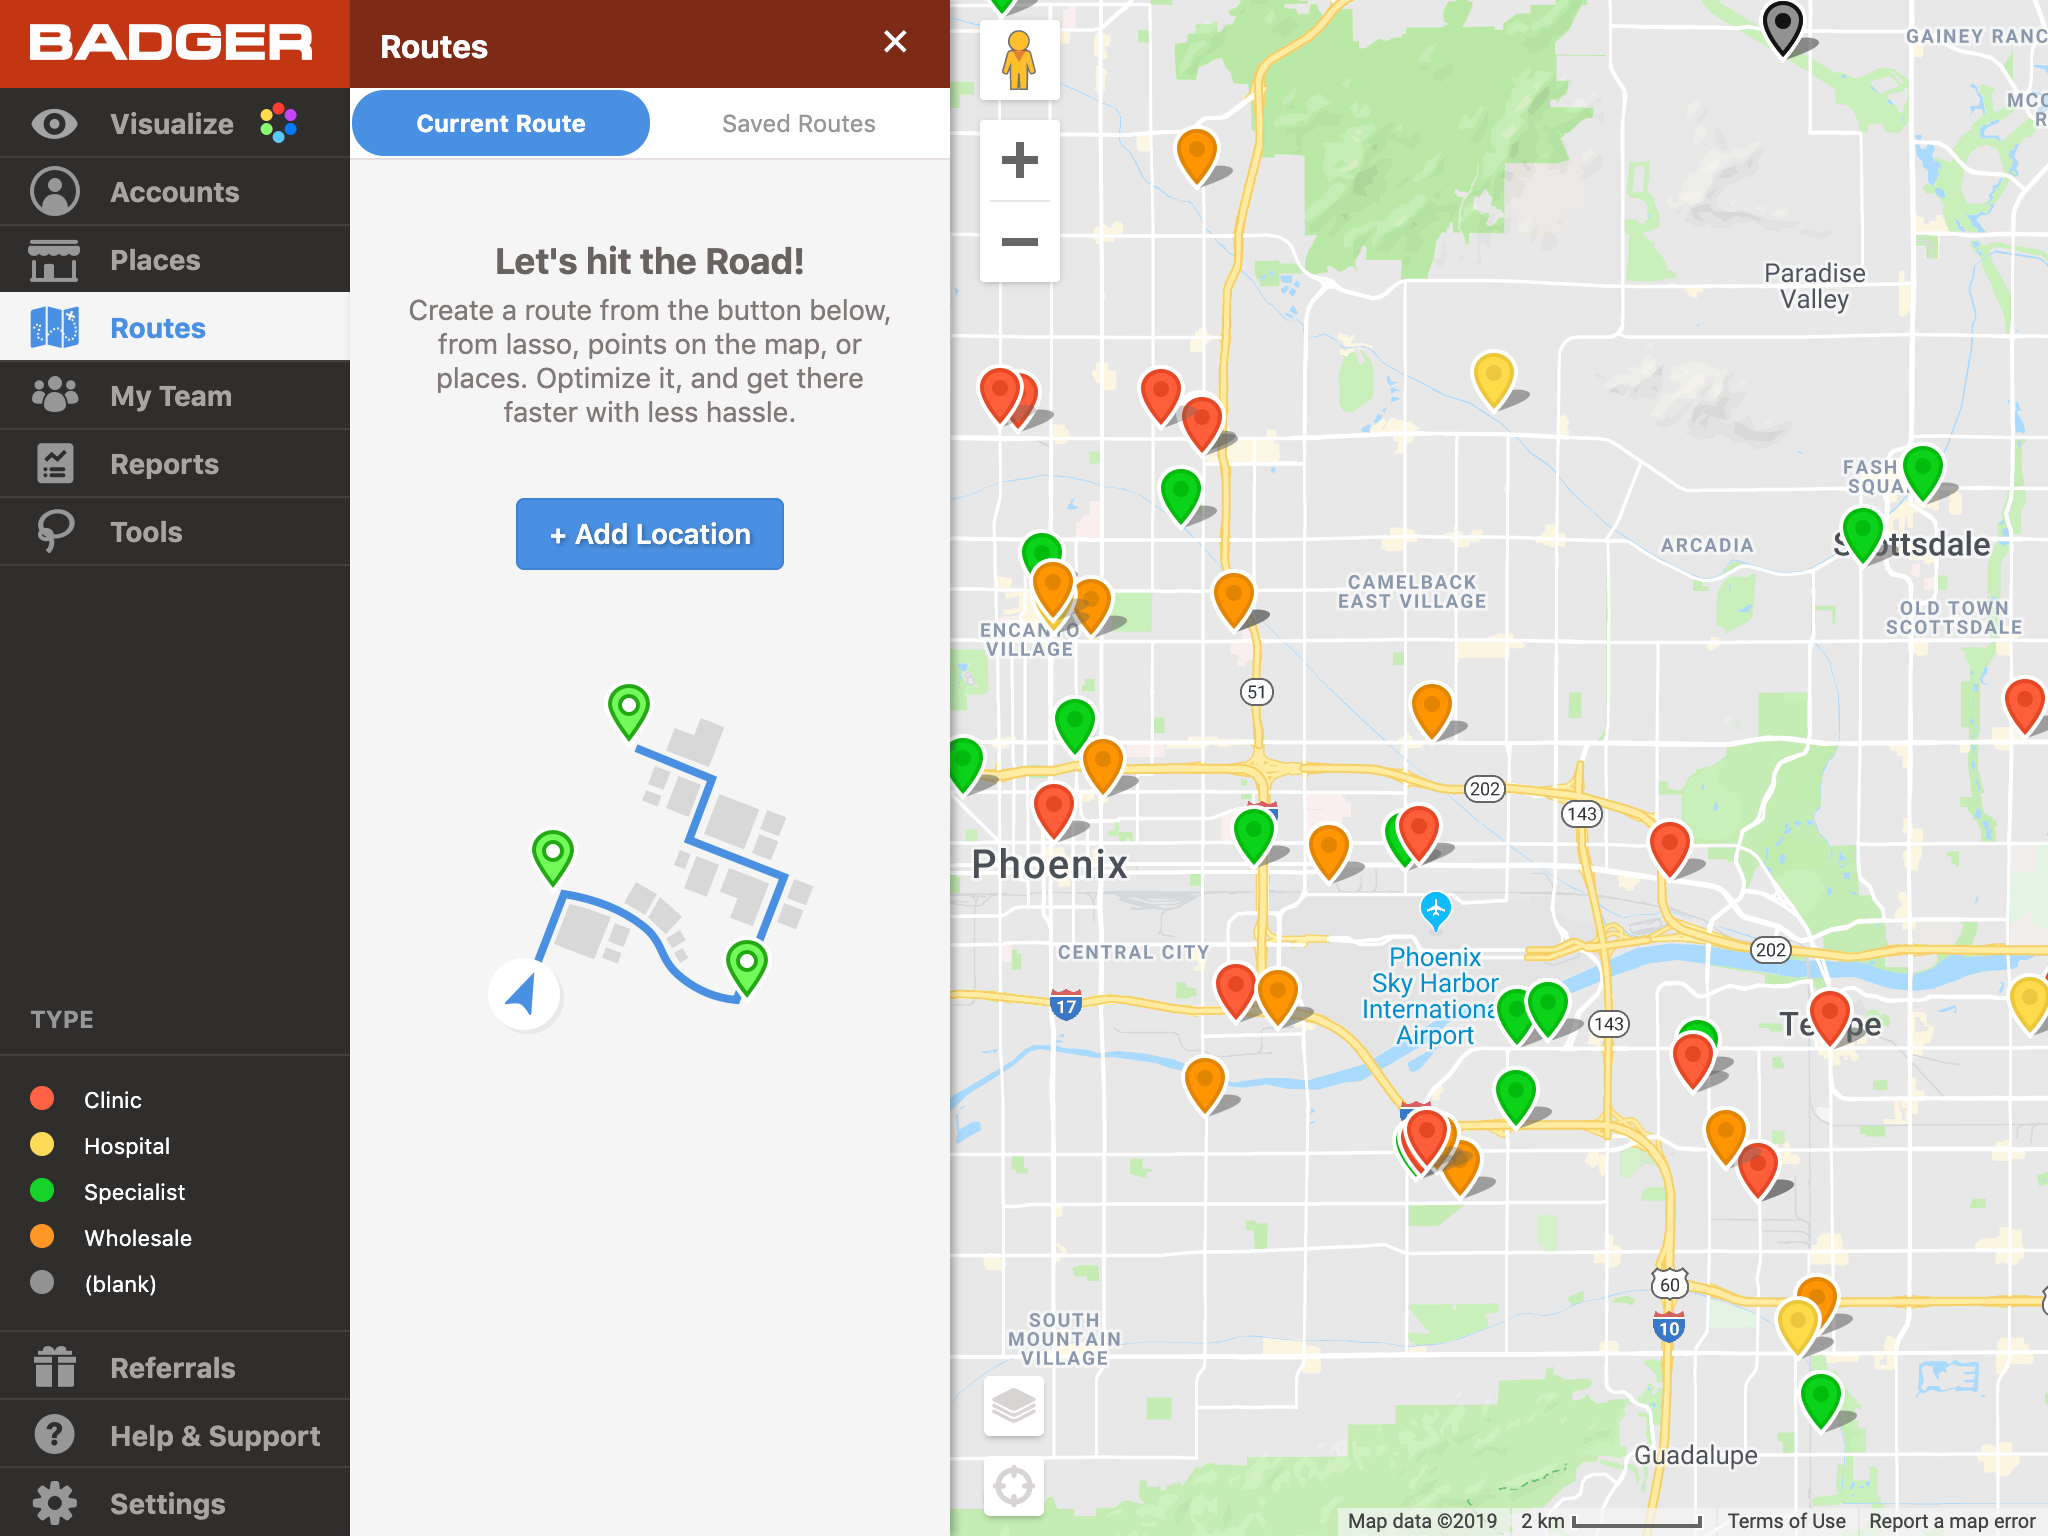 BADGER
Visualize
Accounts
Places
Routes
My Team
Reports
Tools
TYPE
Clinic
Hospital
Specialist
Wholesale
(blank)
Referrals
Help & Support
Settings
Routes
Current Route
Saved Routes
Let's hit the Road!
Create a route from the button below,
from lasso, points on the map, or
places. Optimize it, and get there
faster with less hassle.
+ Add Location
GAINEY RANC
MCC
R
Paradise
Valley
FASH
SQUA
Scottsdale
ARCADIA
CAMELBACK
EAST VILLAGE
OLD TOWN
SCOTTSDALE
ENCANTO
VILLAGE
51
202
143
Phoenix
CENTRAL CITY
Phoenix
Sky Harbor
Internationa
Airport
202
17
143
Tempe
60
10
SOUTH
MOUNTAIN
VILLAGE
Guadalupe
Map data ©2019
2 km
Terms of Use
Report a map error